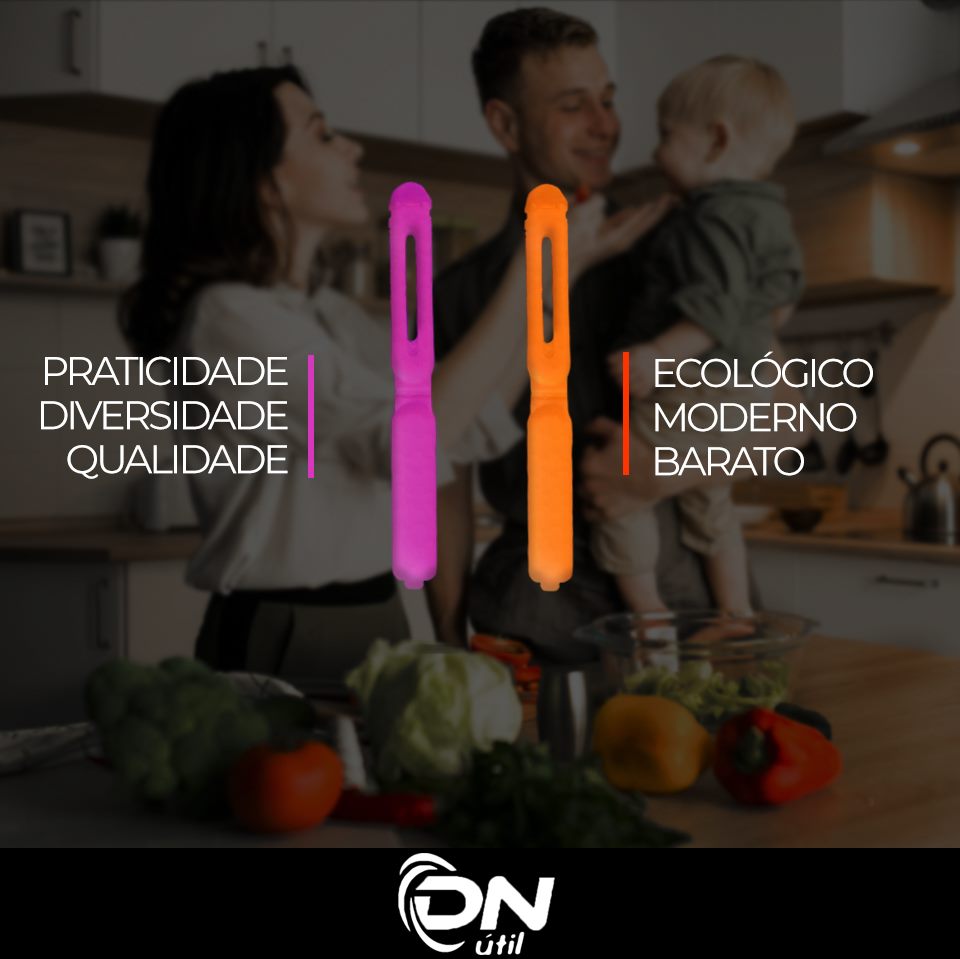 PRATICIDADE
DIVERSIDADE
QUALIDADE
ECOLÓGICO
MODERNO
BARATO
DN
útil